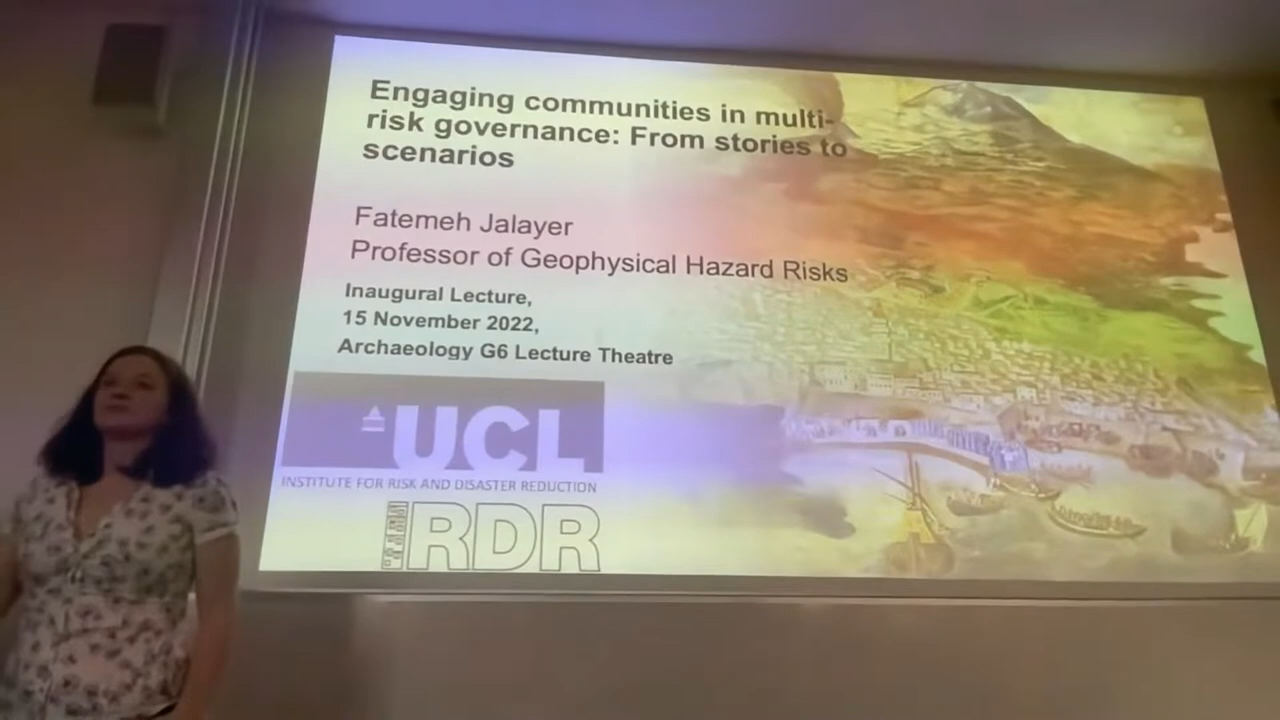 Engaging communities in multi-
risk governance: From stories to
scenarios
Fatemeh Jalayer
Professor of Geophysical Hazard Risks
Inaugural Lecture,
15 November 2022,
Archaeology G6 Lecture Theatre
UCL
INSTITUTE FOR RISK AND DISASTER REDUCTION
IRDR